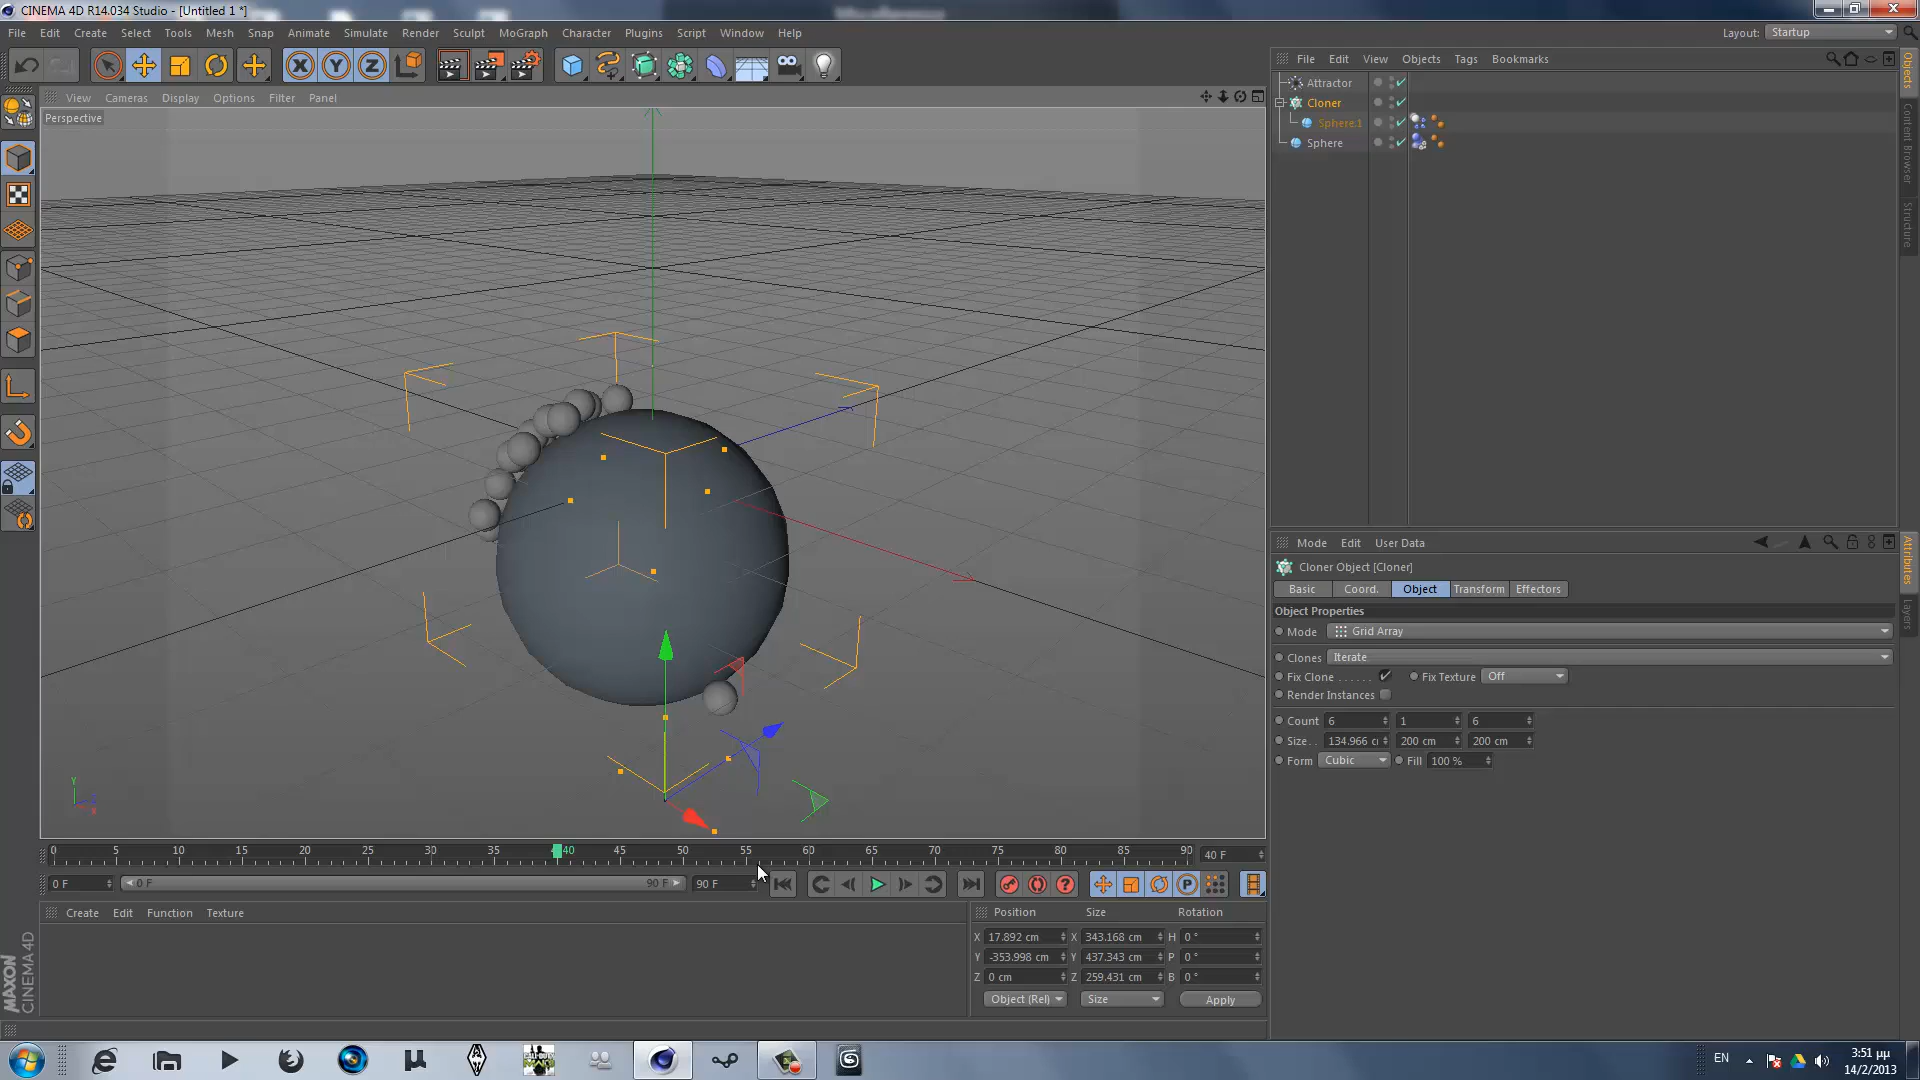 CINEMA 4D R14.034 Studio - [Untitled 1 *]
File Edit Create Select Tools Mesh Snap Animate Simulate Render Sculpt MoGraph Character Plugins Script Window Help
Layout: Startup
File Edit View Objects Tags Bookmarks
View Cameras Display Options Filter Panel
Perspective
Attractor
Cloner
Sphere.1
Sphere
Objects
Content Browser
Structure
Mode Edit User Data
Cloner Object [Cloner]
Basic Coord. Object Transform Effectors
Object Properties
Mode Grid Array
Clones Iterate
Fix Clone . . . . . . Fix Texture Off
Render Instances
Count 6 1 6
Size. . 134.966 c 200 cm 200 cm
Form Cubic Fill 100 %
Attributes
Layers
Y
0 5 10 15 20 25 30 35 40 45 50 55 60 65 70 75 80 85 90 40 F
0 F 0 F 90 F 90 F
Create Edit Function Texture
Position Size Rotation
X 17.892 cm X 343.168 cm H 0 °
Y -353.998 cm Y 437.343 cm P 0 °
Z 0 cm Z 259.431 cm B 0 °
Object (Rel) Size Apply
MAXON
CINEMA 4D
EN
3:51 μμ
14/2/2013